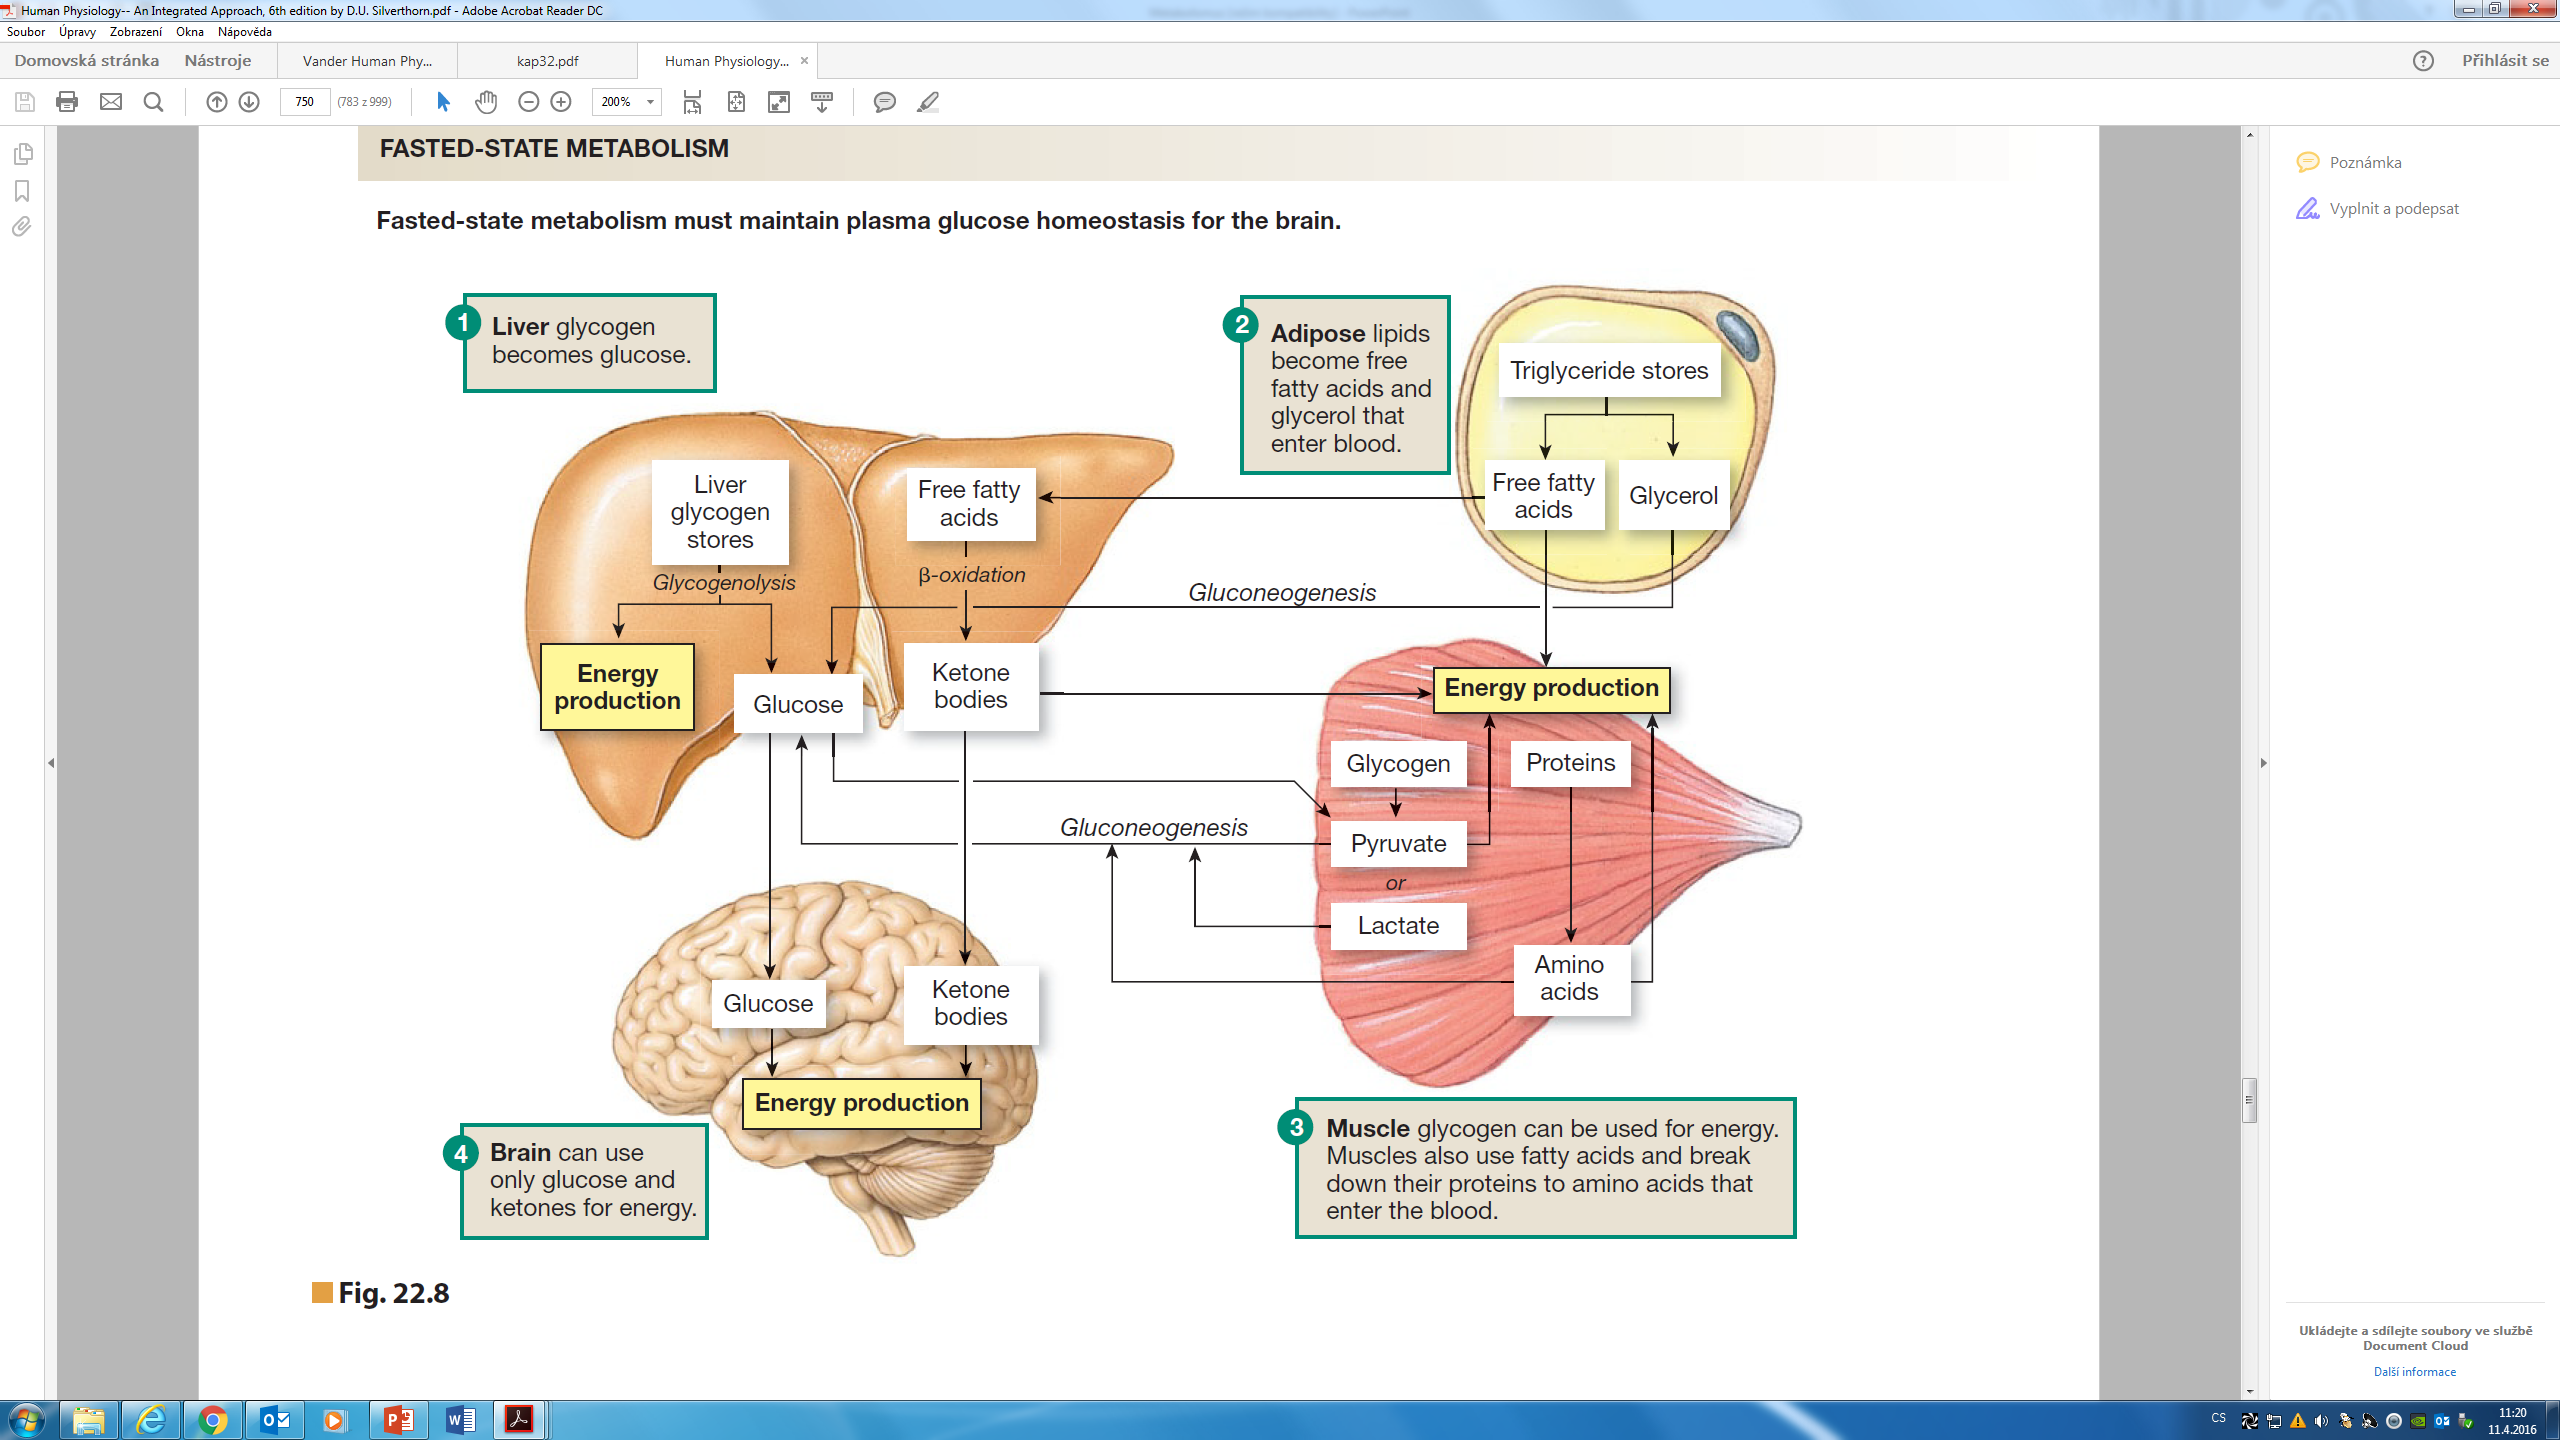 Human Physiology-- An Integrated Approach, 6th edition by D.U. Silverthorn.pdf - Adobe Acrobat Reader DC
Soubor Úpravy Zobrazení Okna Nápověda
Domovská stránka Nástroje Vander Human Phy... kap32.pdf Human Physiology... × Přihlásit se
750 (783 z 999) 200%
FASTED-STATE METABOLISM
Fasted-state metabolism must maintain plasma glucose homeostasis for the brain.
1 Liver glycogen
becomes glucose.
2 Adipose lipids
become free
fatty acids and
glycerol that
enter blood.
Triglyceride stores
Free fatty
acids
Glycerol
Liver
glycogen
stores
Glycogenolysis
Free fatty
acids
β-oxidation
Gluconeogenesis
Energy
production
Glucose
Ketone
bodies
Energy production
Glycogen
Proteins
Gluconeogenesis
Pyruvate
or
Lactate
Amino
acids
Glucose
Ketone
bodies
Energy production
4 Brain can use
only glucose and
ketones for energy.
3 Muscle glycogen can be used for energy.
Muscles also use fatty acids and break
down their proteins to amino acids that
enter the blood.
Fig. 22.8
Poznámka
Vyplnit a podepsat
Ukládejte a sdílejte soubory ve službě
Document Cloud
Další informace
CS
11:20
11.4.2016